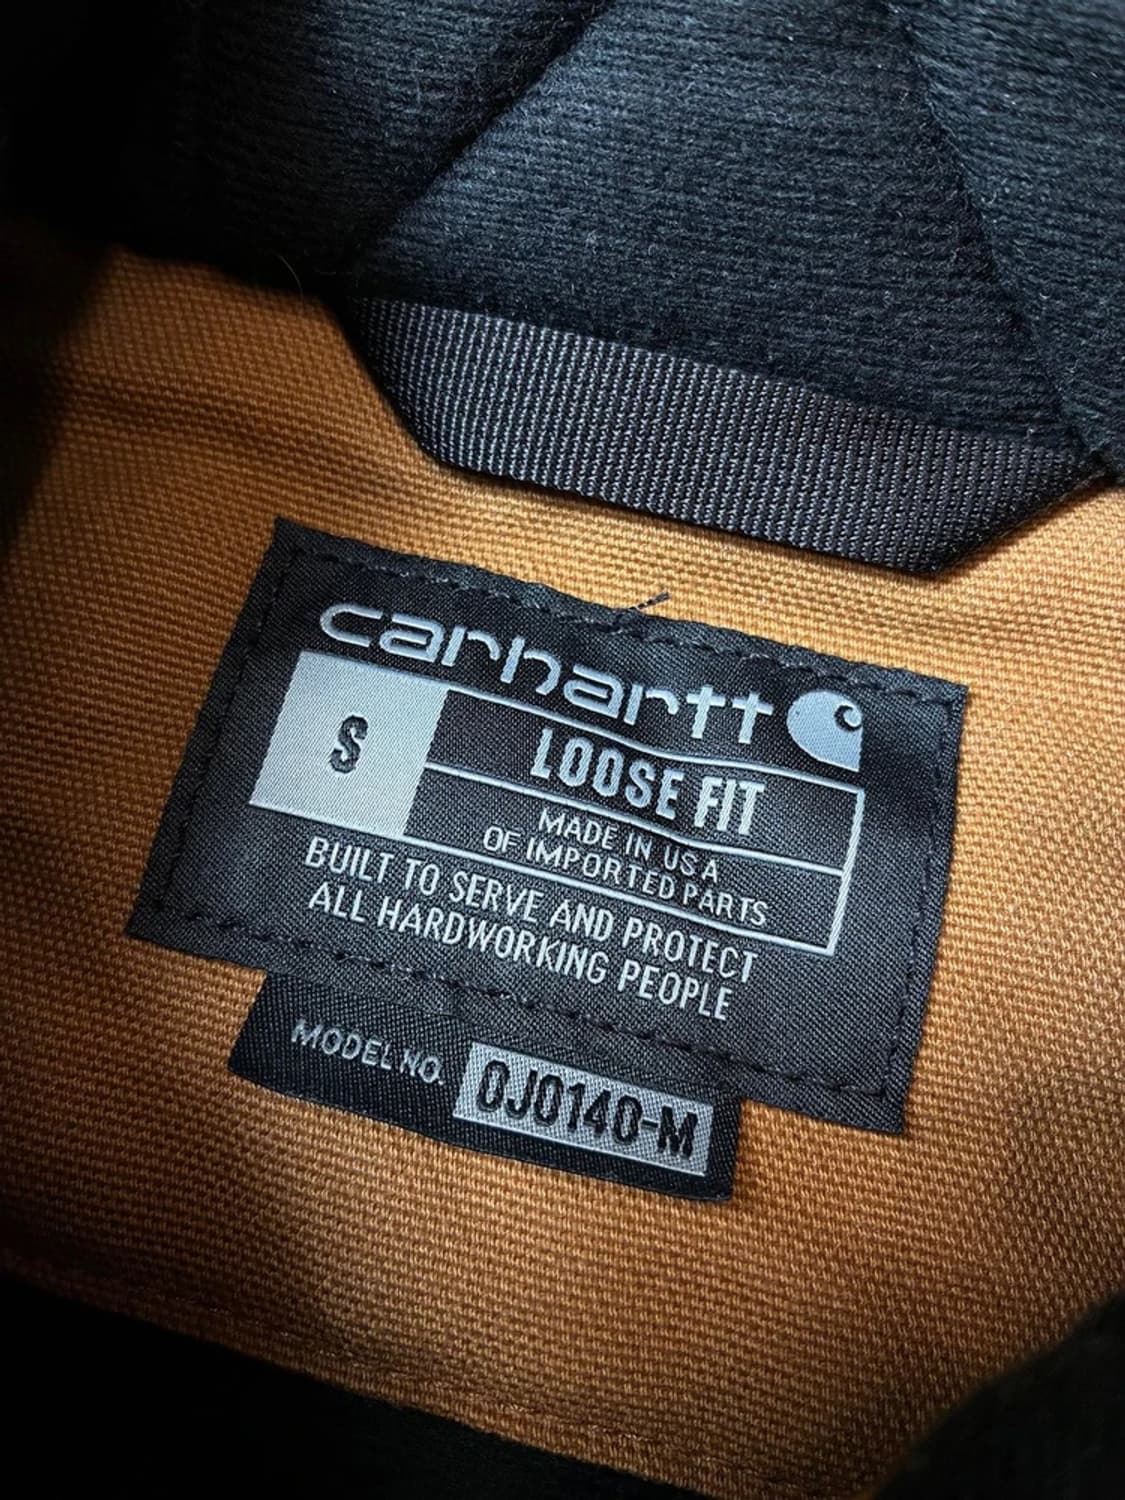 carhartt
S
LOOSE FIT
MADE IN USA
OF IMPORTED PARTS
BUILT TO SERVE AND PROTECT
ALL HARDWORKING PEOPLE
MODEL NO. OJ0140-M